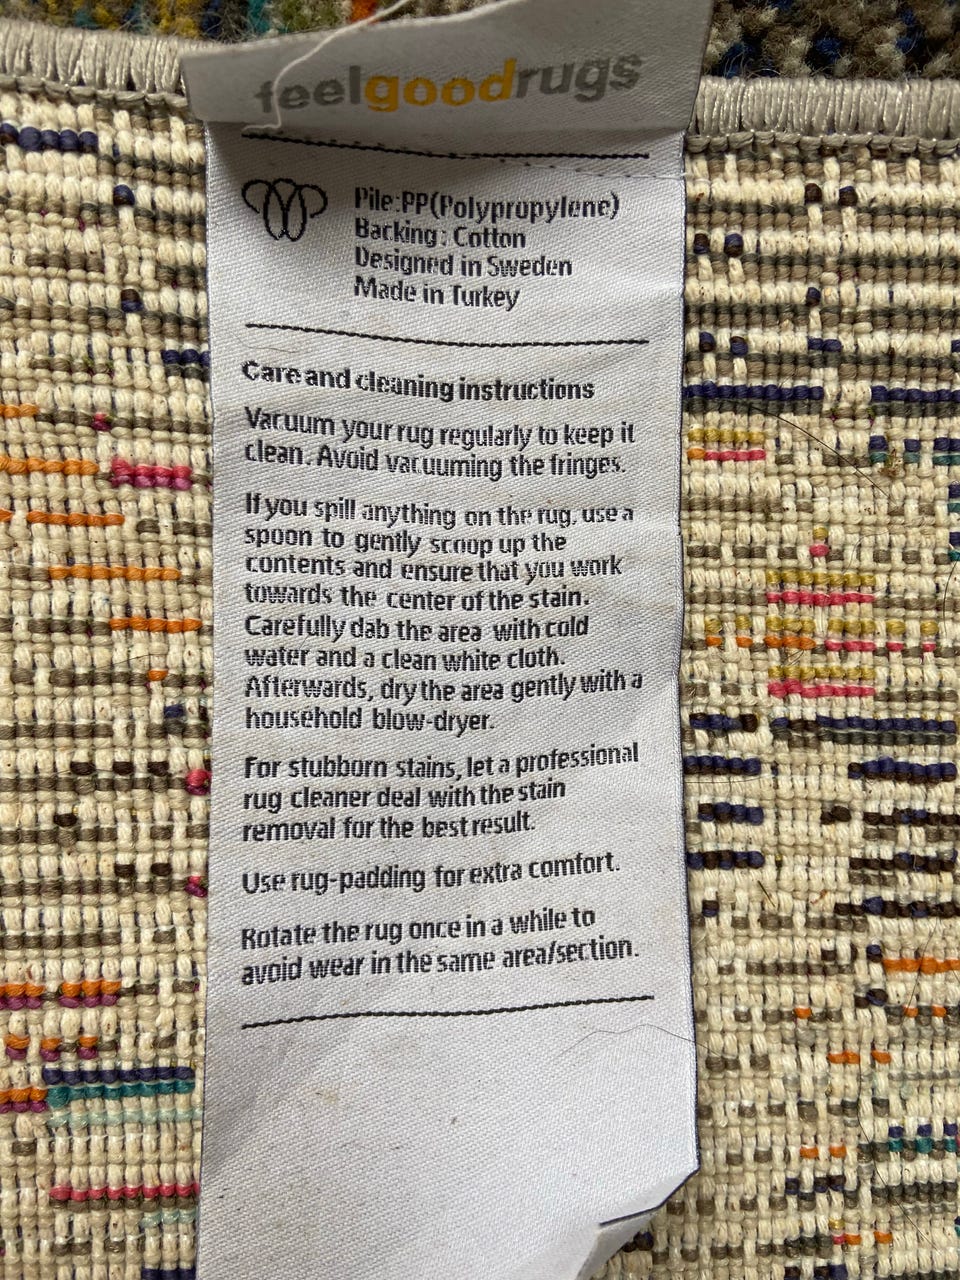 feelgoodrugs
Pile:PP(Polypropylene)
Backing: Cotton
Designed in Sweden
Made in Turkey
Care and cleaning instructions
Vacuum your rug regularly to keep it
clean. Avoid vacuuming the fringes.
If you spill anything on the rug, use a
spoon to gently scoop up the
contents and ensure that you work
towards the center of the stain.
Carefully dab the area with cold
water and a clean white cloth.
Afterwards, dry the area gently with a
household blow-dryer.
For stubborn stains, let a professional
rug cleaner deal with the stain
removal for the best result.
Use rug-padding for extra comfort.
Rotate the rug once in a while to
avoid wear in the same area/section.